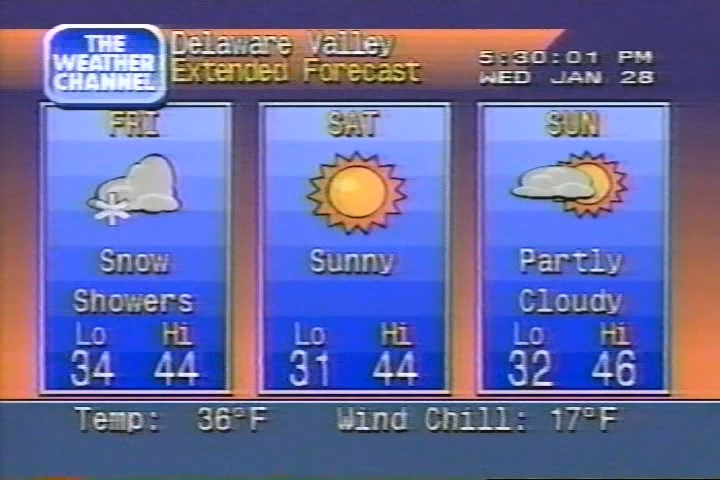 THE
WEATHER
CHANNEL
Delaware Valley
Extended Forecast
5:30:01 PM
WED JAN 28
FRI
Snow
Showers
Lo Hi
34 44
SAT
Sunny
Lo Hi
31 44
SUN
Partly
Cloudy
Lo Hi
32 46
Temp: 36°F Wind Chill: 17°F